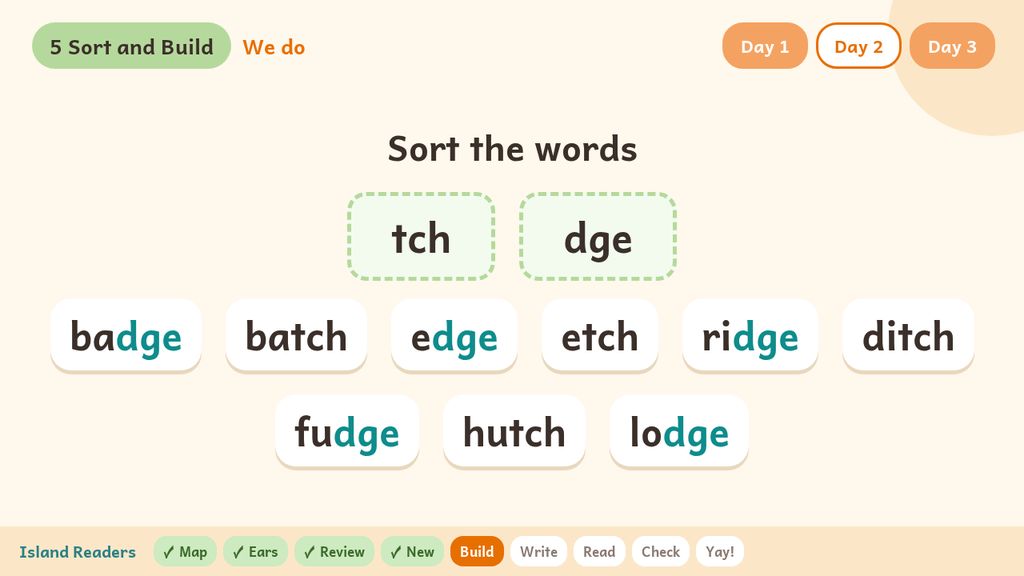 5 Sort and Build We do Day 1 Day 2 Day 3
Sort the words
tch dge
badge batch edge etch ridge ditch
fudge hutch lodge
Island Readers ✓ Map ✓ Ears ✓ Review ✓ New Build Write Read Check Yay!